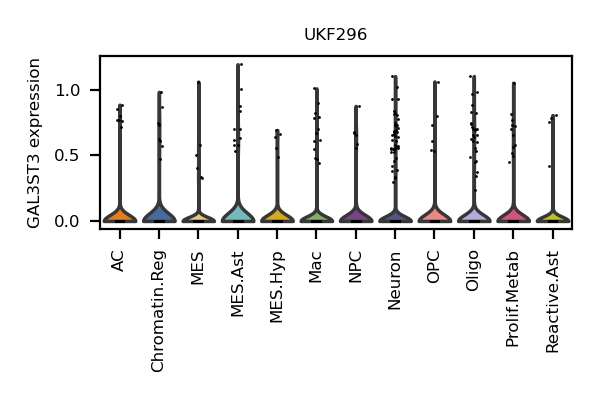 UKF296
GAL3ST3 expression
1.0
0.5
0.0
AC
Chromatin.Reg
MES
MES.Ast
MES.Hyp
Mac
NPC
Neuron
OPC
Oligo
Prolif.Metab
Reactive.Ast